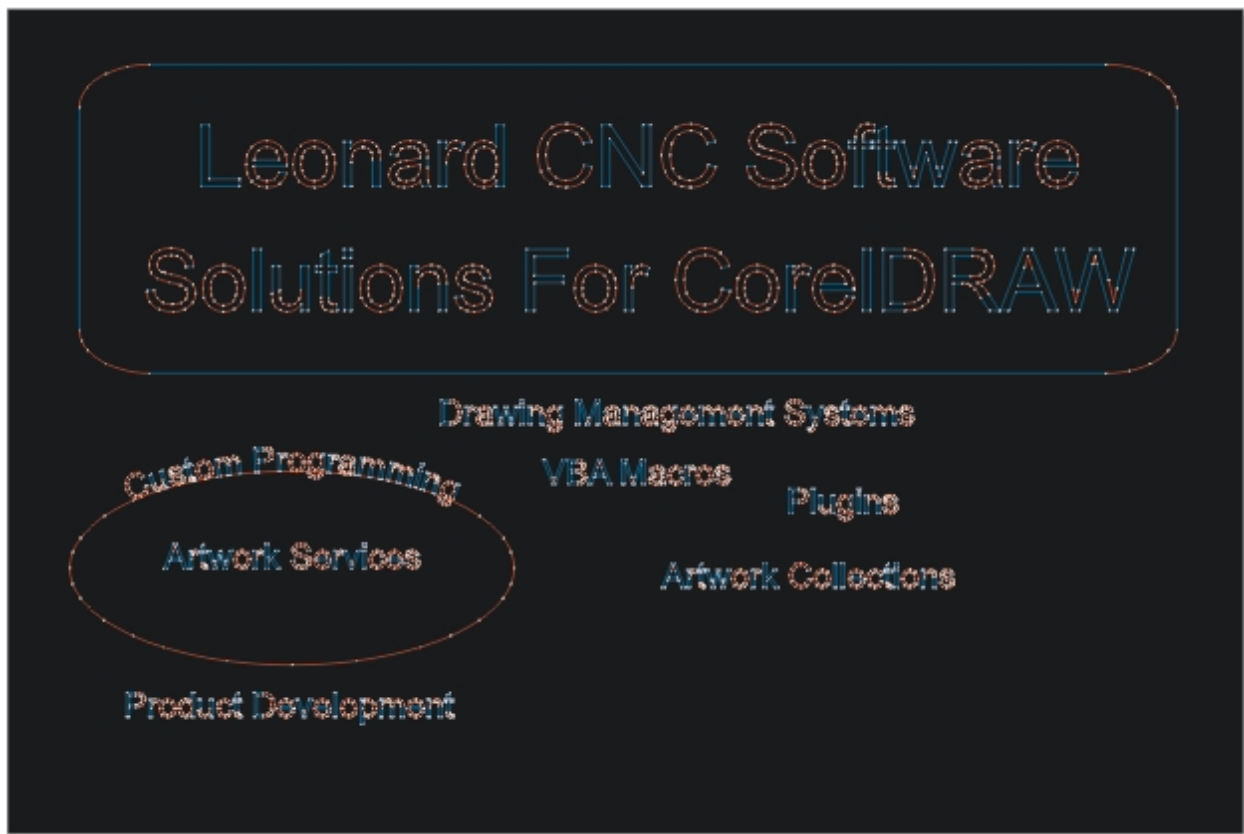 Leonard CNC Software
Solutions For CorelDRAW
Drawing Management Systems
Custom Programming
VBA Macros
Plugins
Artwork Services
Artwork Collections
Product Development